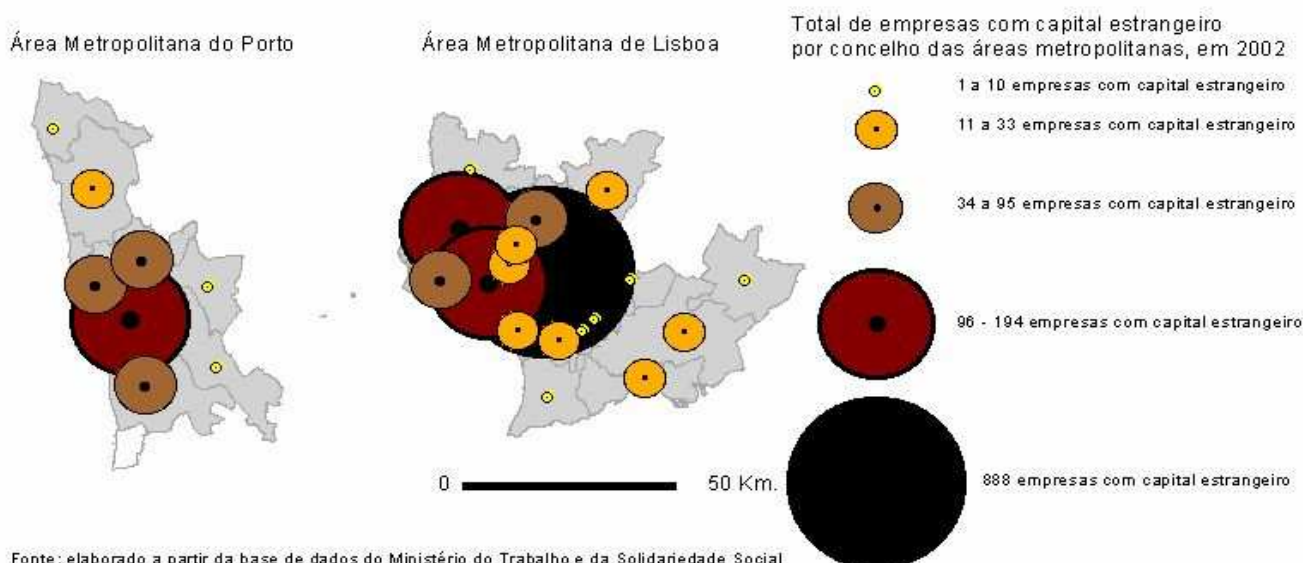 Área Metropolitana do Porto
Área Metropolitana de Lisboa
Total de empresas com capital estrangeiro
por concelho das áreas metropolitanas, em 2002
1 a 10 empresas com capital estrangeiro
11 a 33 empresas com capital estrangeiro
34 a 95 empresas com capital estrangeiro
96 - 194 empresas com capital estrangeiro
888 empresas com capital estrangeiro
0 50 Km.
Fonte: elaborado a partir da base de dados do Ministério do Trabalho e da Solidariedade Social